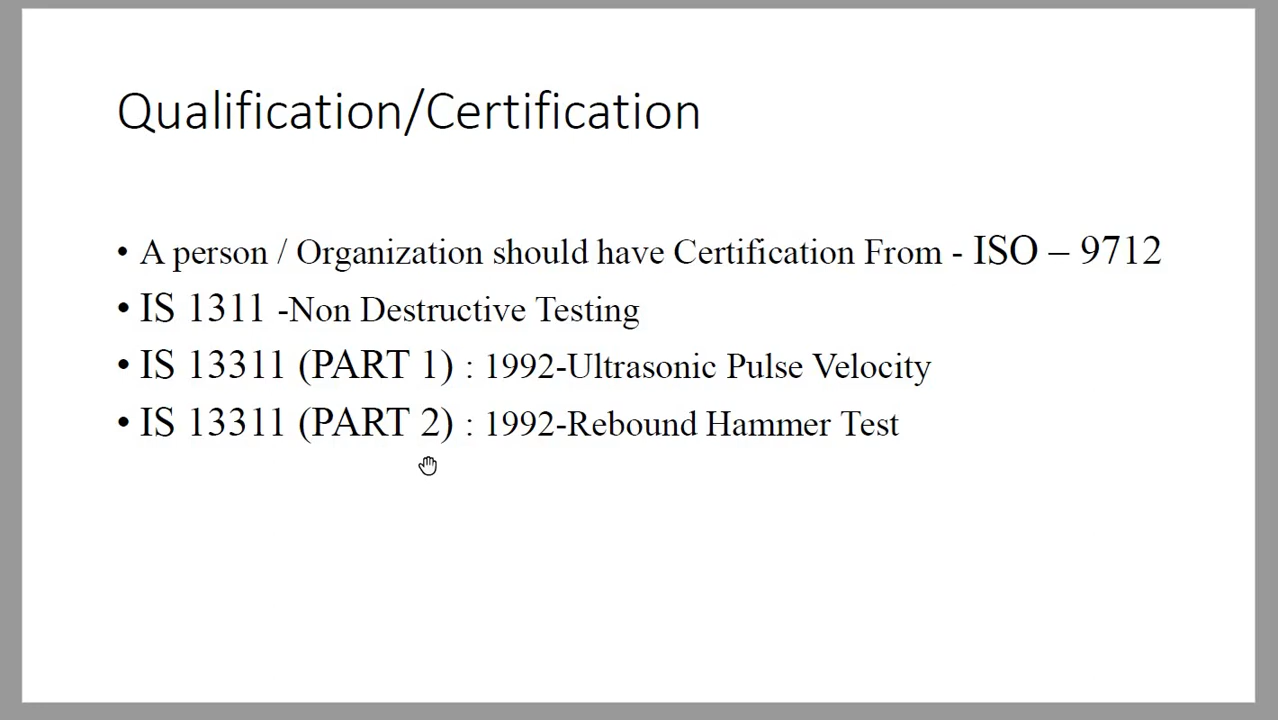 Qualification/Certification
• A person / Organization should have Certification From - ISO – 9712
• IS 1311 -Non Destructive Testing
• IS 13311 (PART 1) : 1992-Ultrasonic Pulse Velocity
• IS 13311 (PART 2) : 1992-Rebound Hammer Test